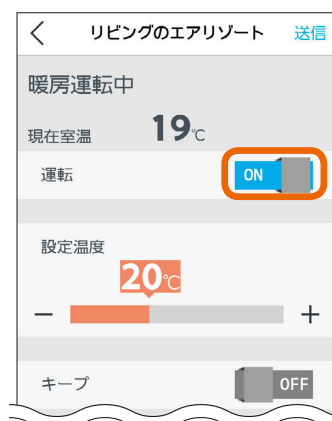 リビングのエアリゾート 送信
暖房運転中
現在室温 19℃
運転 ON
設定温度
20℃
− +
キープ OFF